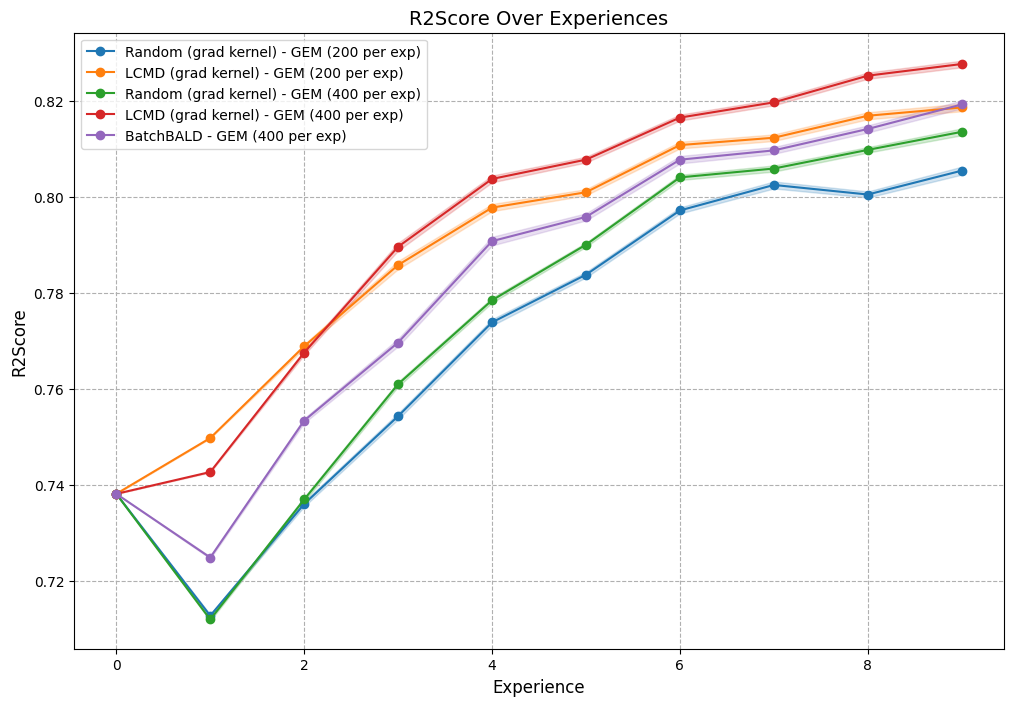 R2Score Over Experiences
Random (grad kernel) - GEM (200 per exp)
LCMD (grad kernel) - GEM (200 per exp)
Random (grad kernel) - GEM (400 per exp)
LCMD (grad kernel) - GEM (400 per exp)
BatchBALD - GEM (400 per exp)
R2Score
0.82
0.80
0.78
0.76
0.74
0.72
0 2 4 6 8
Experience